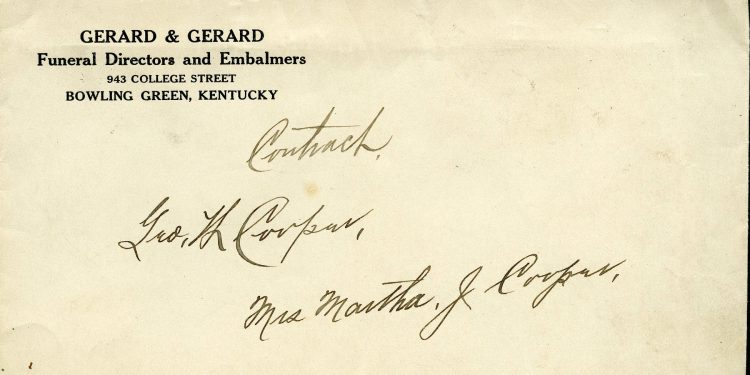 GERARD & GERARD
Funeral Directors and Embalmers
943 COLLEGE STREET
BOWLING GREEN, KENTUCKY
Contract.
Geo, H Cooper,
Mrs Martha. J Cooper,